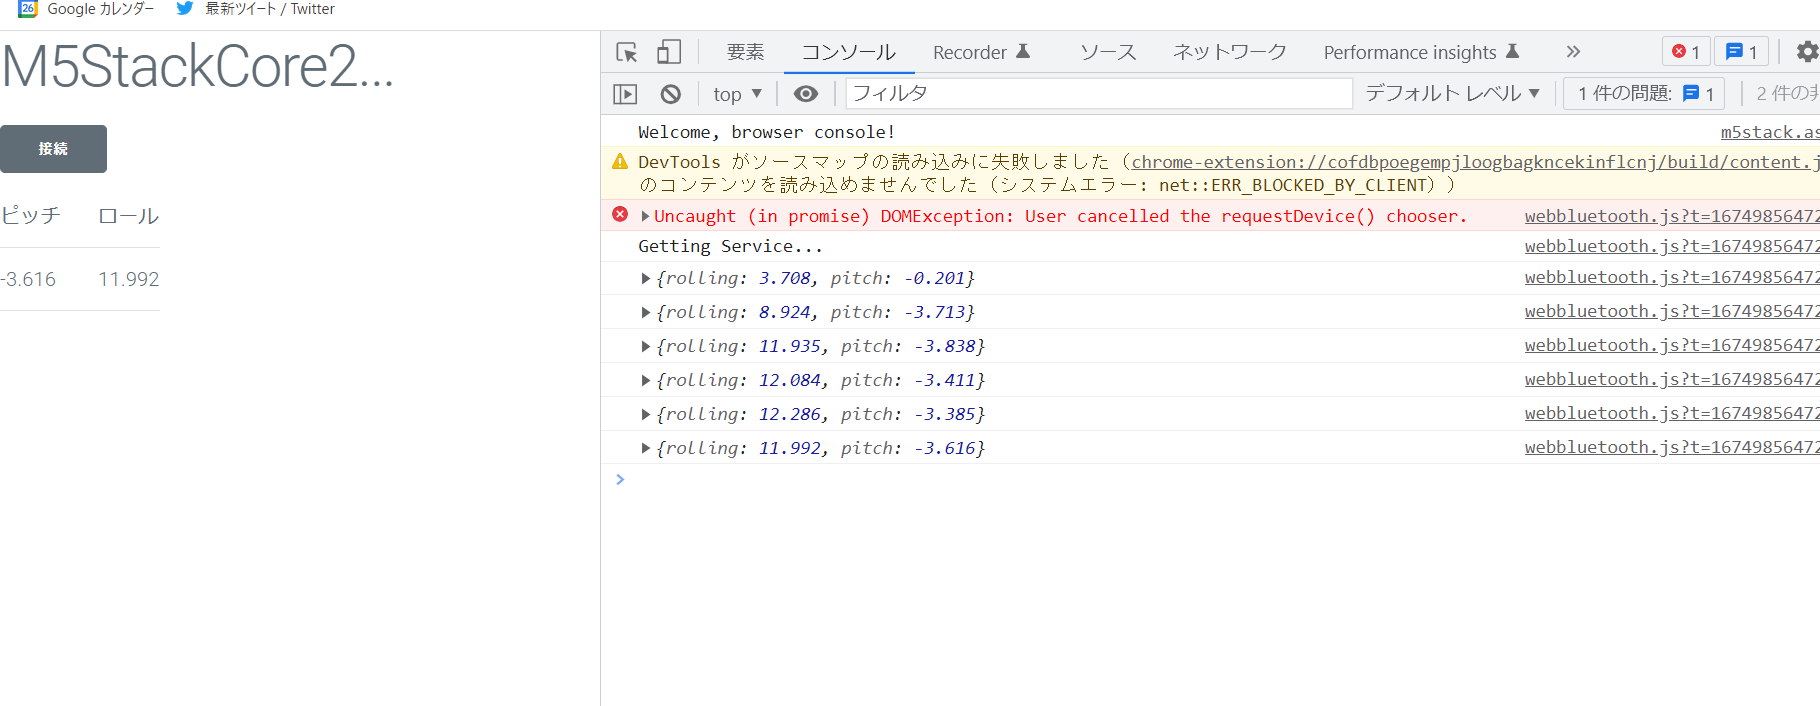 26 Google カレンダー 最新ツイート / Twitter
M5StackCore2...
接続
ピッチ ロール
-3.616 11.992
要素 コンソール Recorder ソース ネットワーク Performance insights 1 1
top フィルタ デフォルト レベル 1 件の問題: 1 2 件の
Welcome, browser console! m5stack.as
DevTools がソースマップの読み込みに失敗しました (chrome-extension://cofdbpoegempjloogbagkncekinflcnj/build/content.j
のコンテンツを読み込めませんでした (システムエラー: net::ERR_BLOCKED_BY_CLIENT))
Uncaught (in promise) DOMException: User cancelled the requestDevice() chooser. webbluetooth.js?t=16749856472
Getting Service... webbluetooth.js?t=16749856472
{rolling: 3.708, pitch: -0.201} webbluetooth.js?t=16749856472
{rolling: 8.924, pitch: -3.713} webbluetooth.js?t=16749856472
{rolling: 11.935, pitch: -3.838} webbluetooth.js?t=16749856472
{rolling: 12.084, pitch: -3.411} webbluetooth.js?t=16749856472
{rolling: 12.286, pitch: -3.385} webbluetooth.js?t=16749856472
{rolling: 11.992, pitch: -3.616} webbluetooth.js?t=16749856472